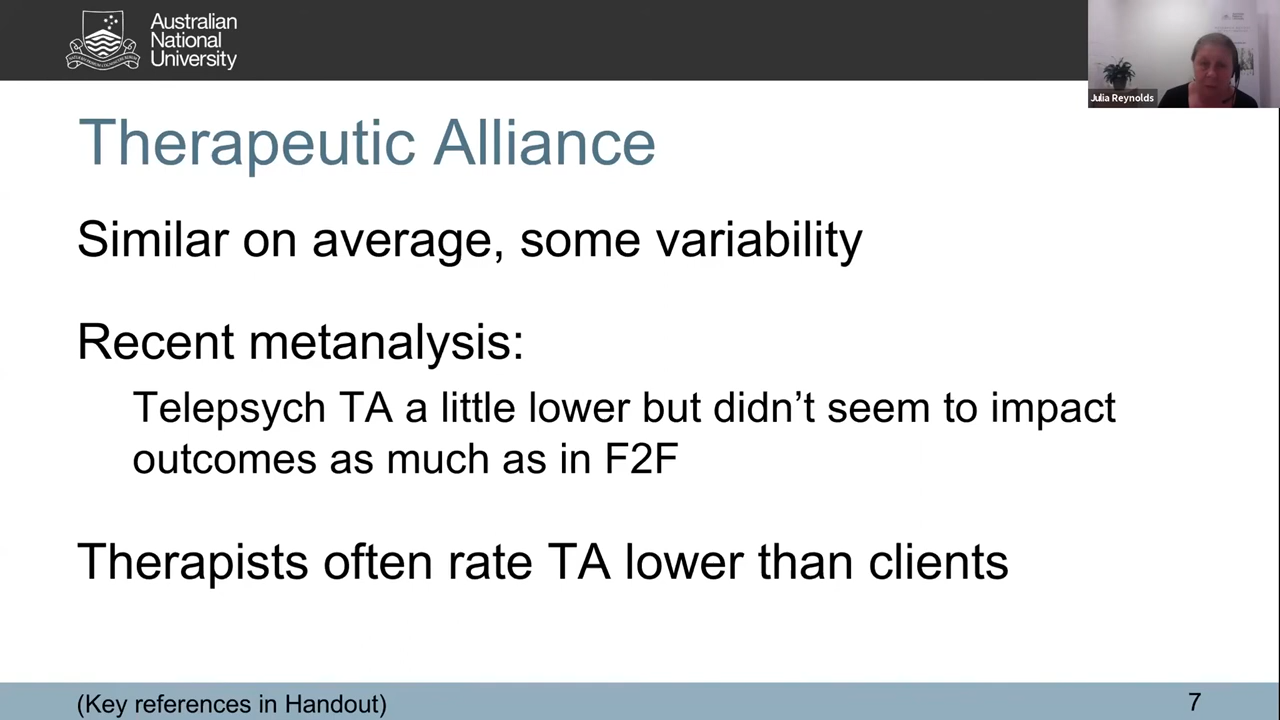 Australian
National
University
Julia Reynolds
Therapeutic Alliance
Similar on average, some variability
Recent metanalysis:
Telepsych TA a little lower but didn't seem to impact
outcomes as much as in F2F
Therapists often rate TA lower than clients
(Key references in Handout)
7